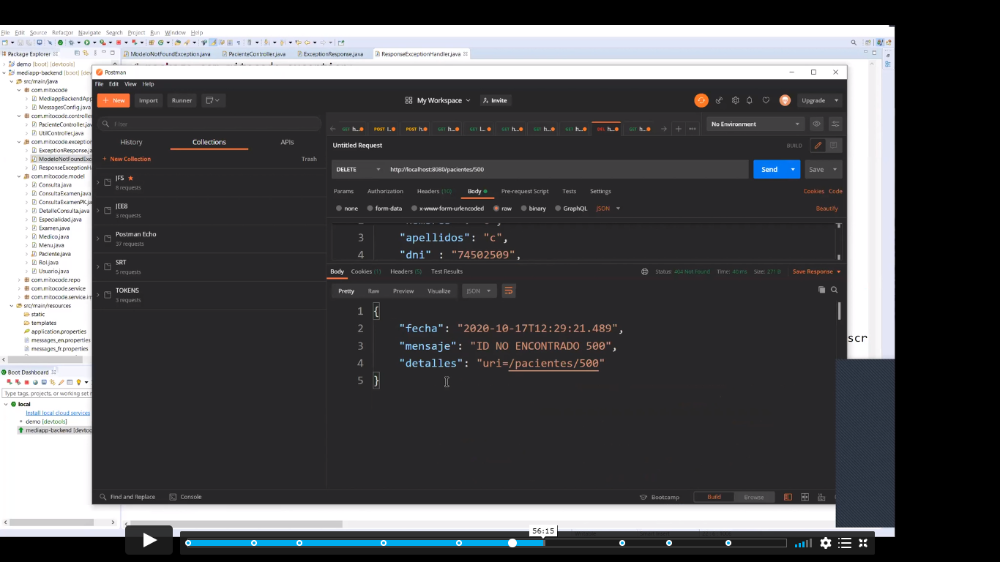 File Edit Source Refactor Navigate Search Project Run Window Help
Package Explorer
ModeloNotFoundException.java PacienteController.java ExceptionResponse.java ResponseExceptionHandler.java
demo [boot] [devtools]
mediapp-backend [boot]
src/main/java
com.mitocode
MediappBackendApp
MessagesConfig.java
com.mitocode.controller
PacienteController.java
UtilController.java
com.mitocode.exception
ExceptionResponse.ja
ModeloNotFoundExc
ResponseExceptionHa
com.mitocode.model
Consulta.java
ConsultaExamen.java
ConsultaExamenPK.java
DetalleConsulta.java
Especialidad.java
Examen.java
Medico.java
Menu.java
Paciente.java
Rol.java
Usuario.java
com.mitocode.repo
com.mitocode.service
com.mitocode.service.im
src/main/resources
static
templates
application.properties
messages_en.properties
messages_fr.properties
Boot Dashboard
Type tags, projects, or working set
local
Install local cloud services
demo [devtools]
mediapp-backend [devtoo
Postman
File Edit View Help
+ New Import Runner My Workspace Invite Upgrade
Filter
History Collections APIs
+ New Collection Trash
JFS
8 requests
JEE8
3 requests
Postman Echo
37 requests
SRT
5 requests
TOKENS
3 requests
GET h... POST l... POST h. GET h... GET l... GET h... GET h... GET h... DEL h... GET h... No Environment
Untitled Request BUILD
DELETE http://localhost:8080/pacientes/500 Send Save
Params Authorization Headers (10) Body Pre-request Script Tests Settings Cookies Code
none form-data x-www-form-urlencoded raw binary GraphQL JSON Beautify
3 "apellidos": "c",
4 "dni" : "74502509",
Body Cookies (1) Headers (5) Test Results Status: 404 Not Found Time: 40 ms Size: 271 B Save Response
Pretty Raw Preview Visualize JSON
1 {
2 "fecha": "2020-10-17T12:29:21.489",
3 "mensaje": "ID NO ENCONTRADO 500",
4 "detalles": "uri=/pacientes/500"
5 }
scr
Find and Replace Console Bootcamp Build Browse
56:15